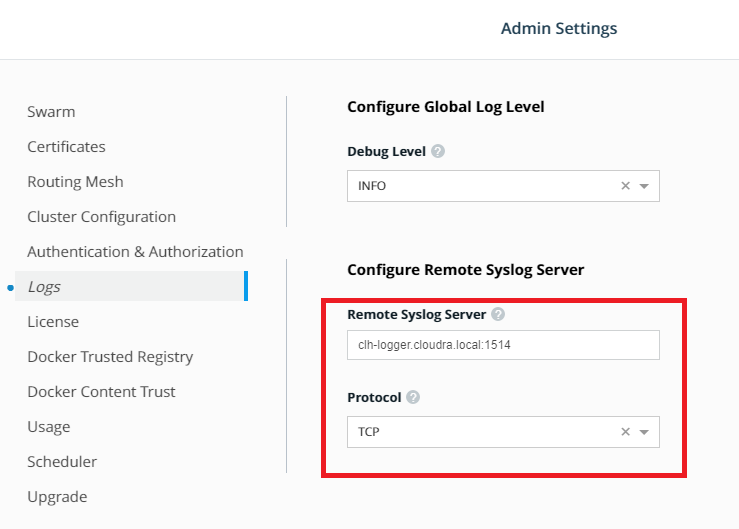 Admin Settings
Swarm
Certificates
Routing Mesh
Cluster Configuration
Authentication & Authorization
Logs
License
Docker Trusted Registry
Docker Content Trust
Usage
Scheduler
Upgrade
Configure Global Log Level
Debug Level ?
INFO
Configure Remote Syslog Server
Remote Syslog Server ?
clh-logger.cloudra.local:1514
Protocol ?
TCP